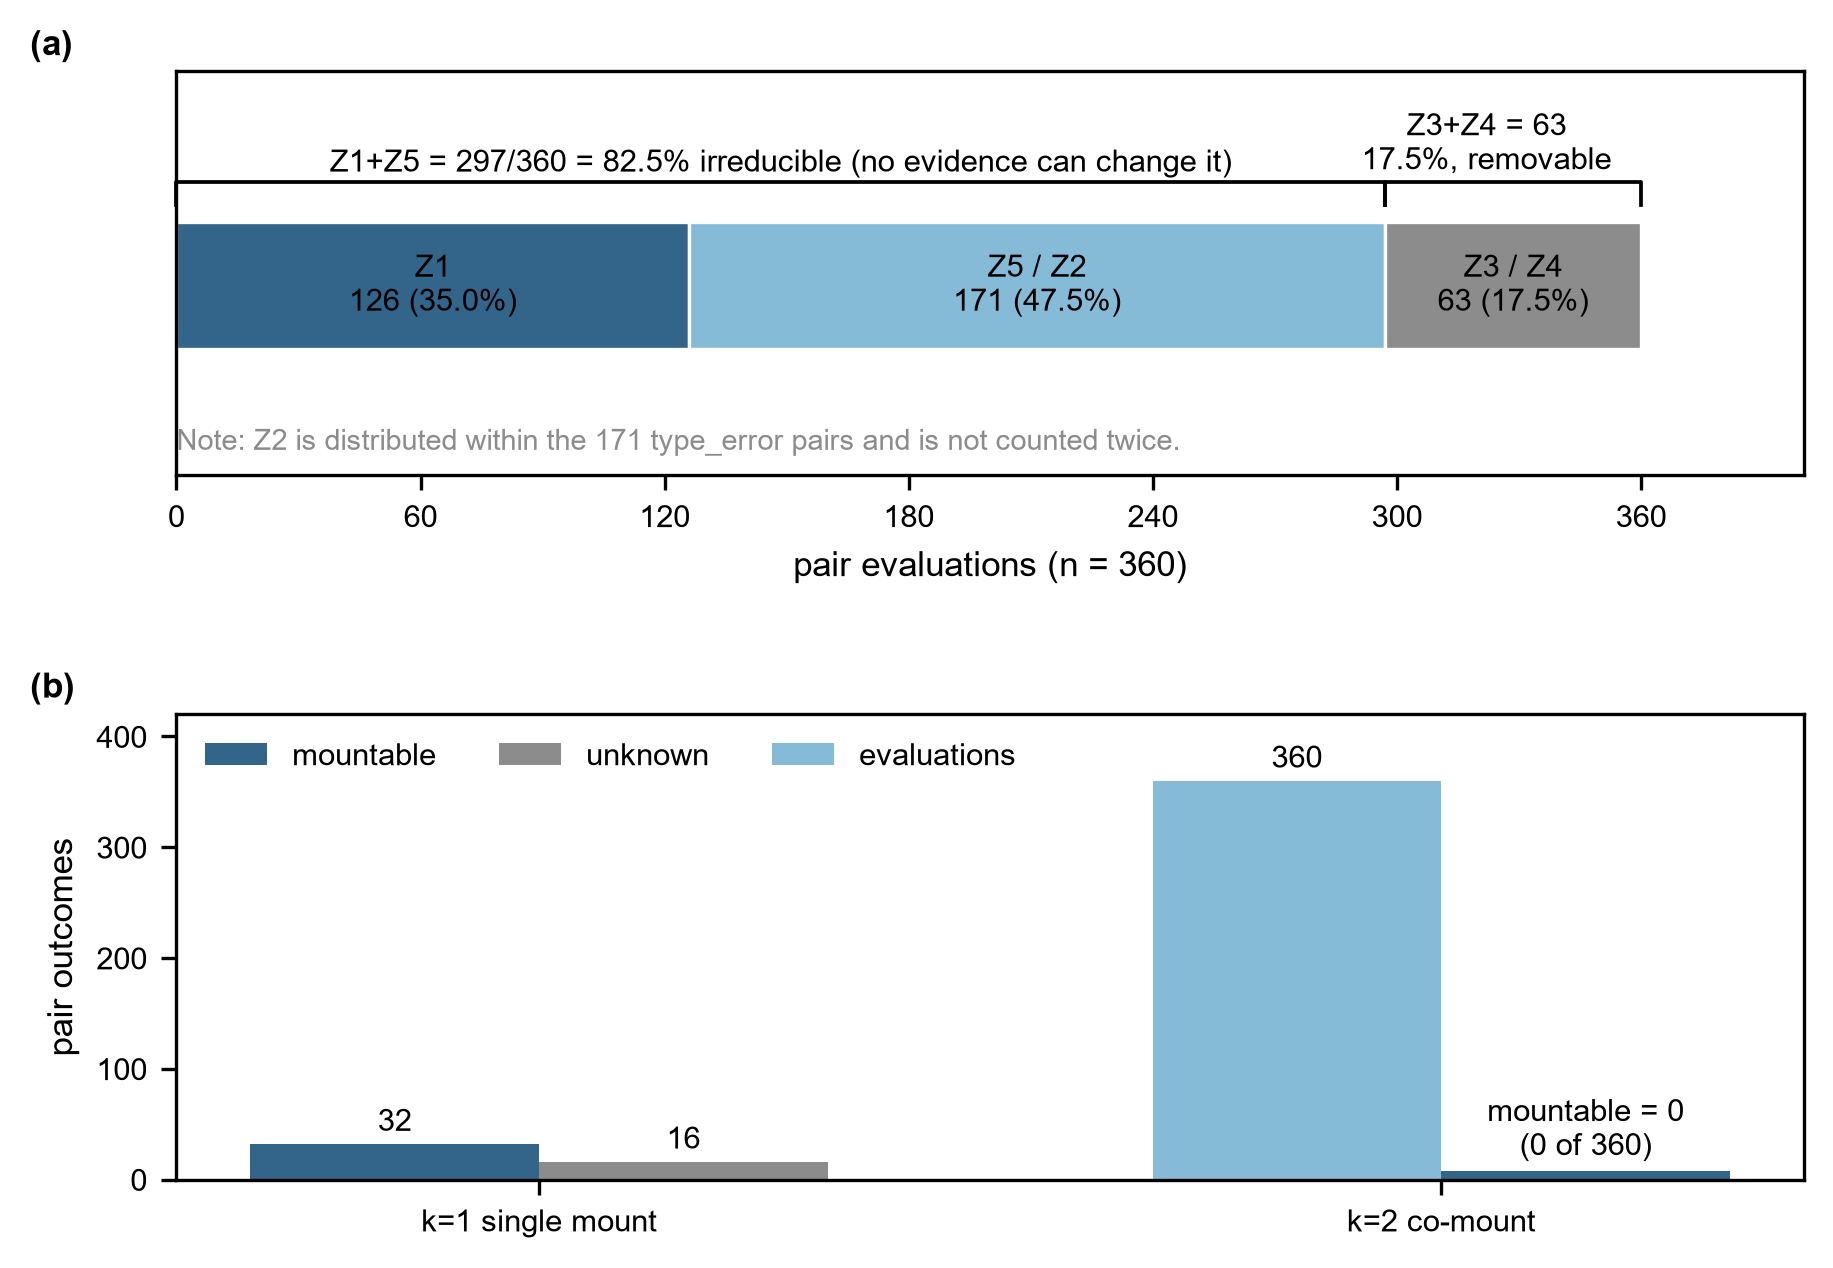 (a)
Z1+Z5 = 297/360 = 82.5% irreducible (no evidence can change it)
Z3+Z4 = 63
17.5%, removable
Z1
126 (35.0%)
Z5 / Z2
171 (47.5%)
Z3 / Z4
63 (17.5%)
Note: Z2 is distributed within the 171 type_error pairs and is not counted twice.
0 60 120 180 240 300 360
pair evaluations (n = 360)
(b)
mountable unknown evaluations
pair outcomes
400
300
200
100
0
32
16
360
mountable = 0
(0 of 360)
k=1 single mount
k=2 co-mount